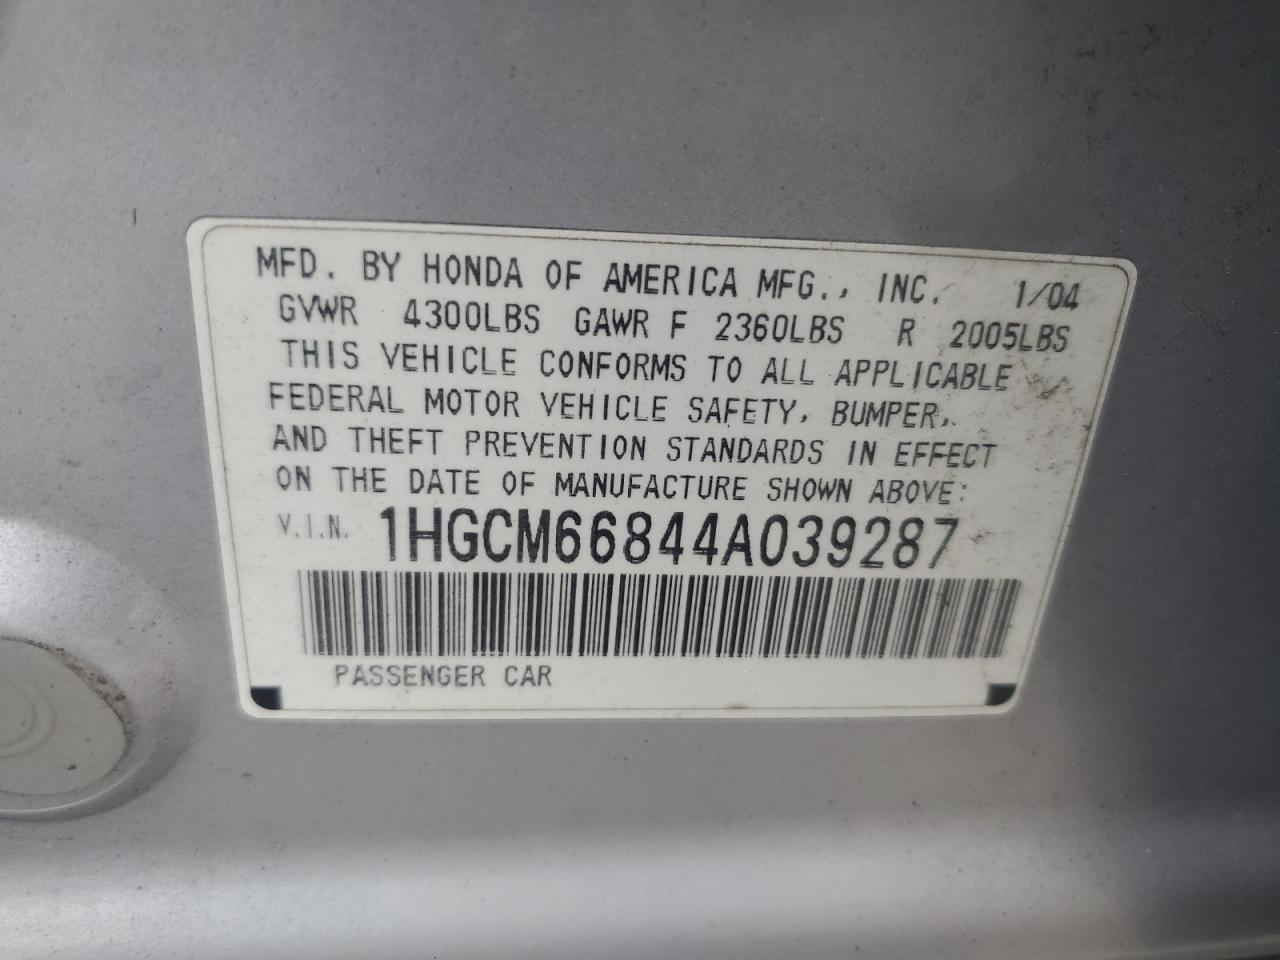 MFD. BY HONDA OF AMERICA MFG., INC. 1/04
GVWR 4300LBS GAWR F 2360LBS R 2005LBS
THIS VEHICLE CONFORMS TO ALL APPLICABLE
FEDERAL MOTOR VEHICLE SAFETY, BUMPER,
AND THEFT PREVENTION STANDARDS IN EFFECT
ON THE DATE OF MANUFACTURE SHOWN ABOVE:
V.I.N. 1HGCM66844A039287
PASSENGER CAR